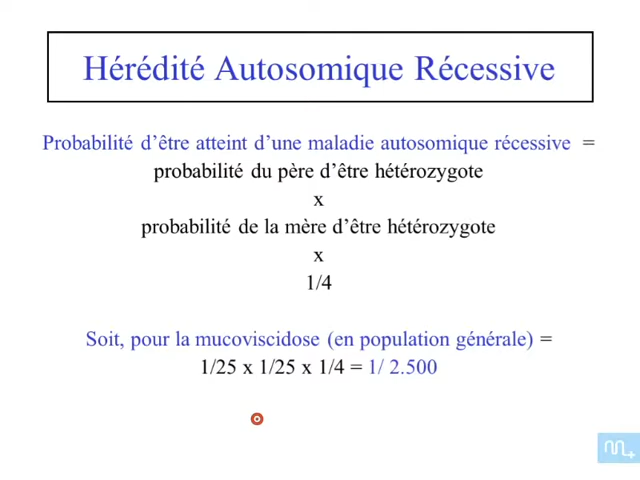 Hérédité Autosomique Récessive
Probabilité d'être atteint d'une maladie autosomique récessive =
probabilité du père d'être hétérozygote
x
probabilité de la mère d'être hétérozygote
x
1/4
Soit, pour la mucoviscidose (en population générale) =
1/25 x 1/25 x 1/4 = 1/ 2.500